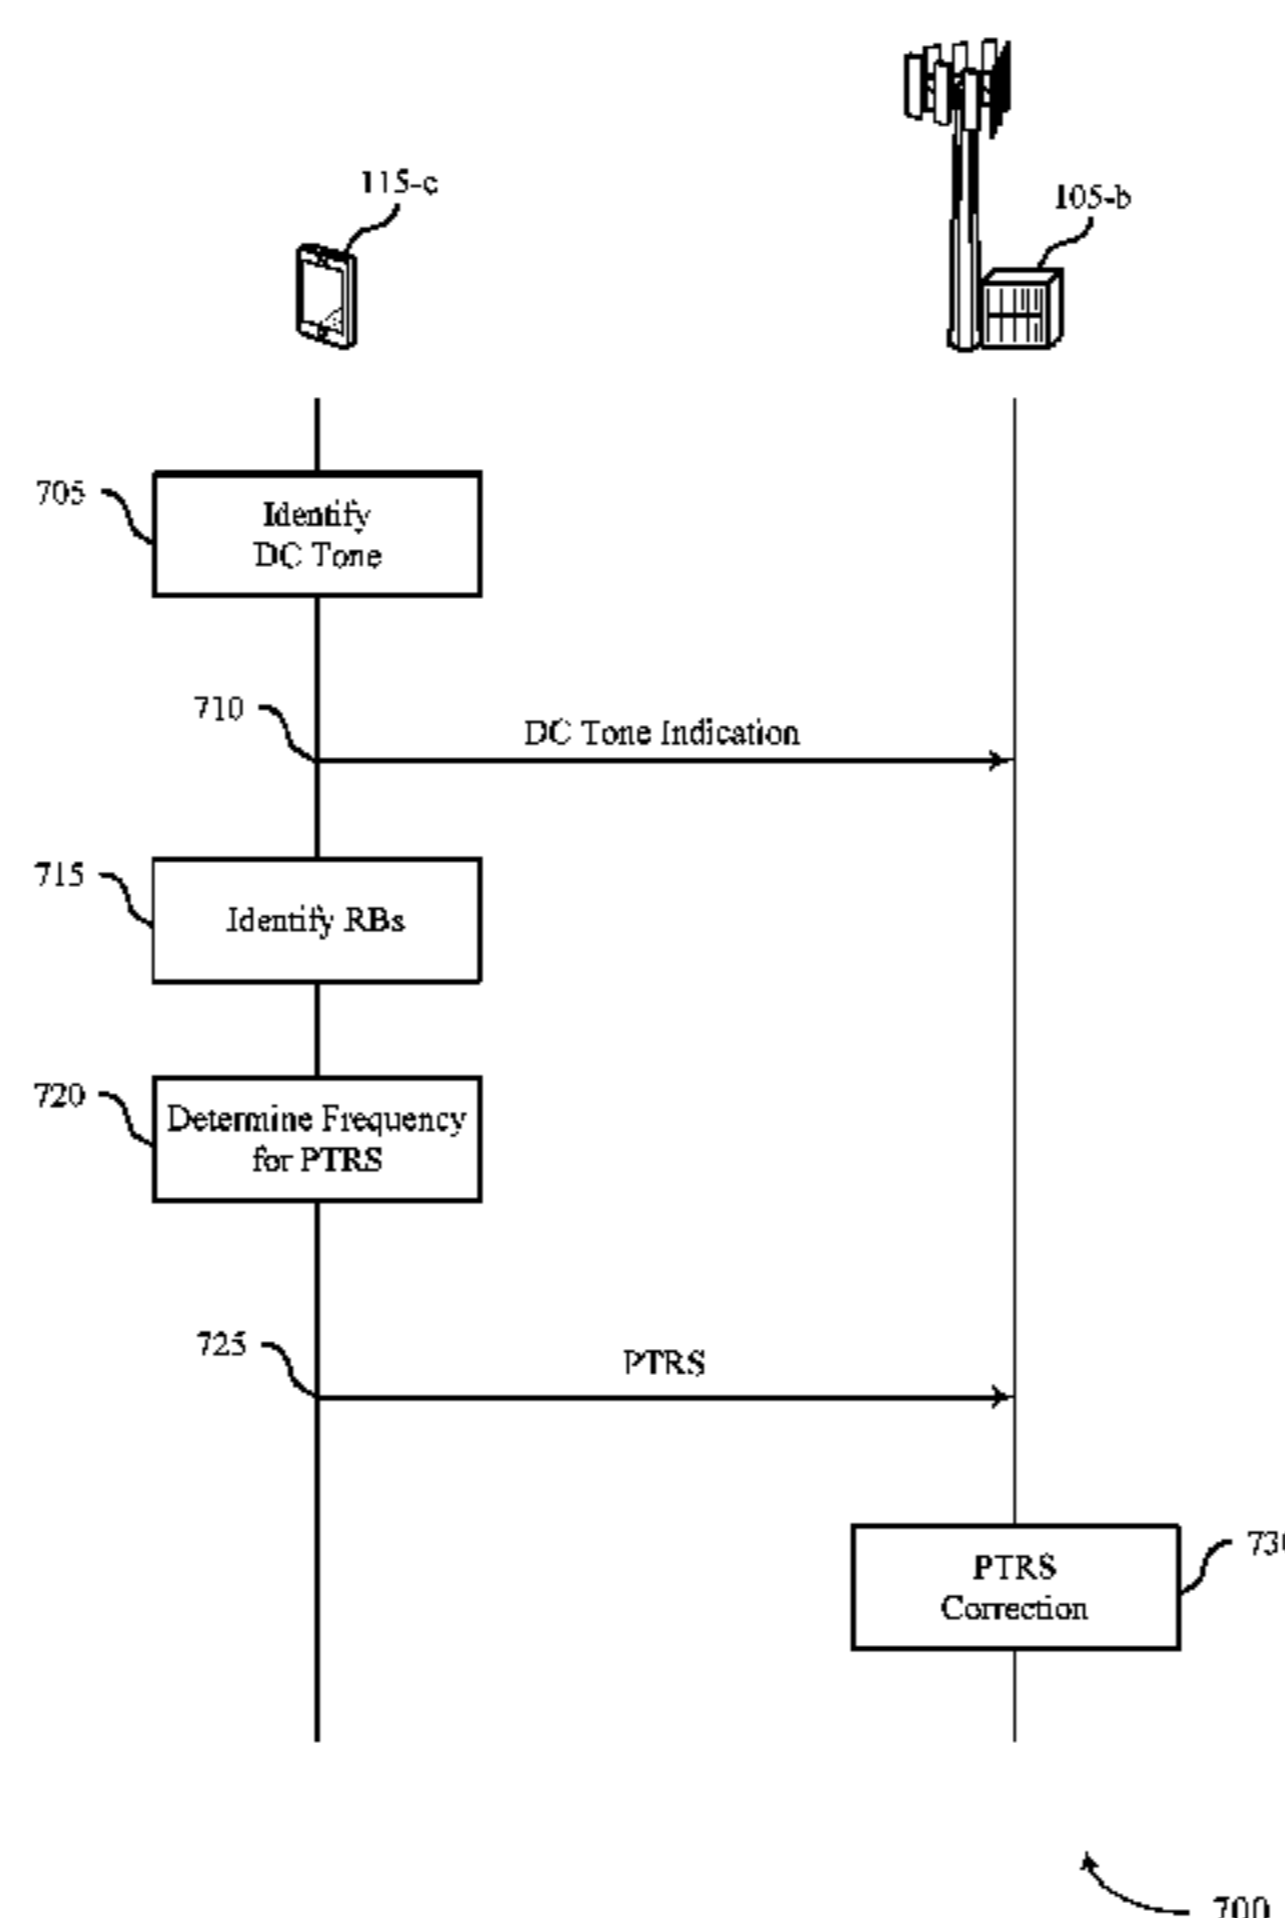 115-c
105-b
705
Identify
DC Tone
710
DC Tone Indication
715
Identify RBs
720
Determine Frequency
for PTRS
725
PTRS
PTRS
Correction
700